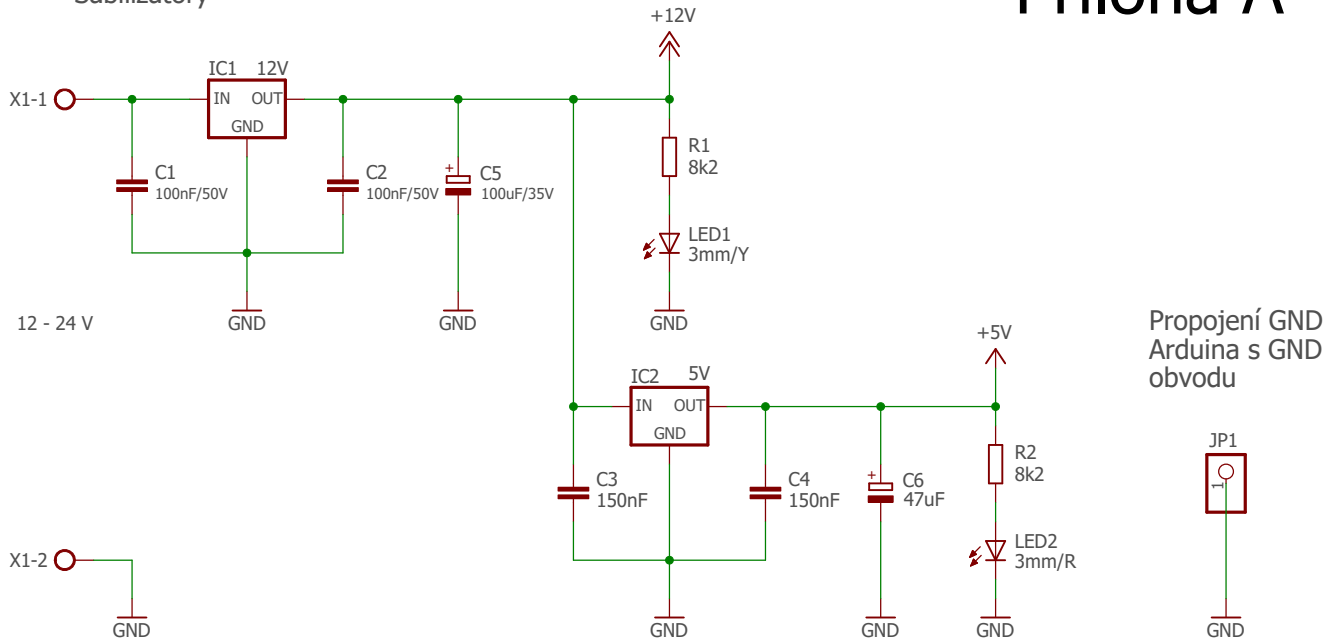 +12V
IC1 12V
X1-1
IN OUT
GND
R1
8k2
C1
100nF/50V
C2
100nF/50V
+
C5
100uF/35V
LED1
3mm/Y
12 - 24 V
GND
GND
GND
Propojení GND
Arduina s GND
obvodu
+5V
IC2 5V
IN OUT
GND
JP1
1
R2
8k2
C3
150nF
C4
150nF
+
C6
47uF
LED2
3mm/R
X1-2
GND
GND
GND
GND
GND